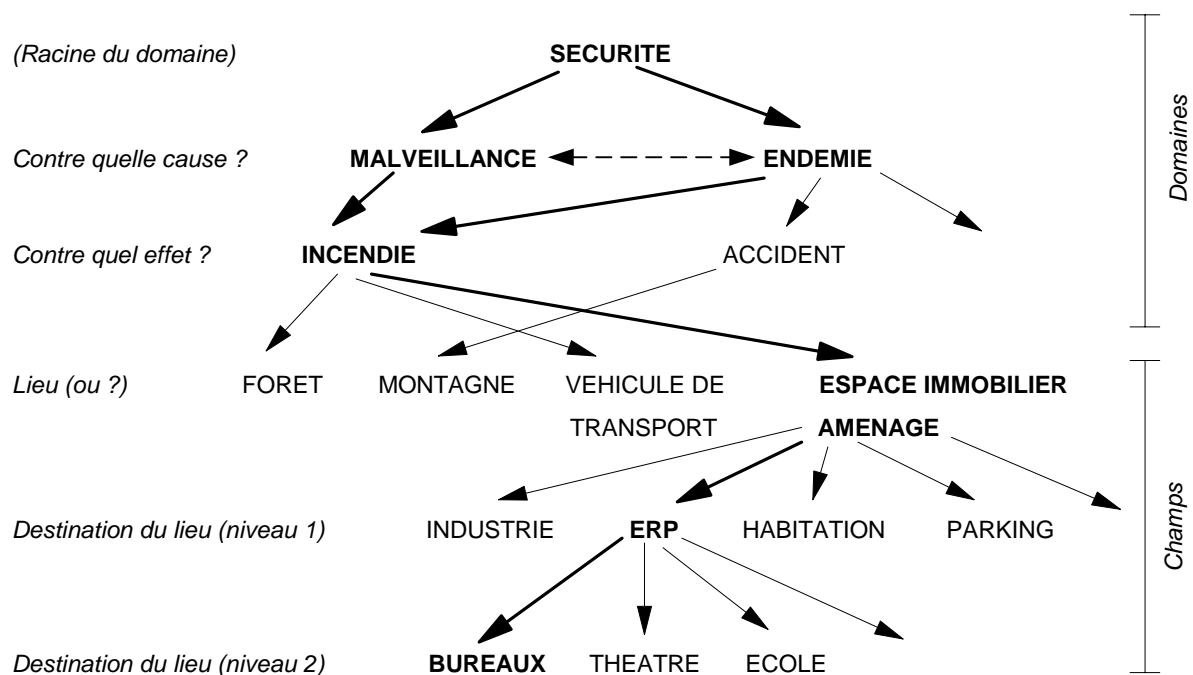 (Racine du domaine) SECURITE
Contre quelle cause ? MALVEILLANCE ENDEMIE
Contre quel effet ? INCENDIE ACCIDENT
Domaines
Lieu (ou ?) FORET MONTAGNE VEHICULE DE ESPACE IMMOBILIER
TRANSPORT AMENAGE
Destination du lieu (niveau 1) INDUSTRIE ERP HABITATION PARKING
Destination du lieu (niveau 2) BUREAUX THEATRE ECOLE
Champs